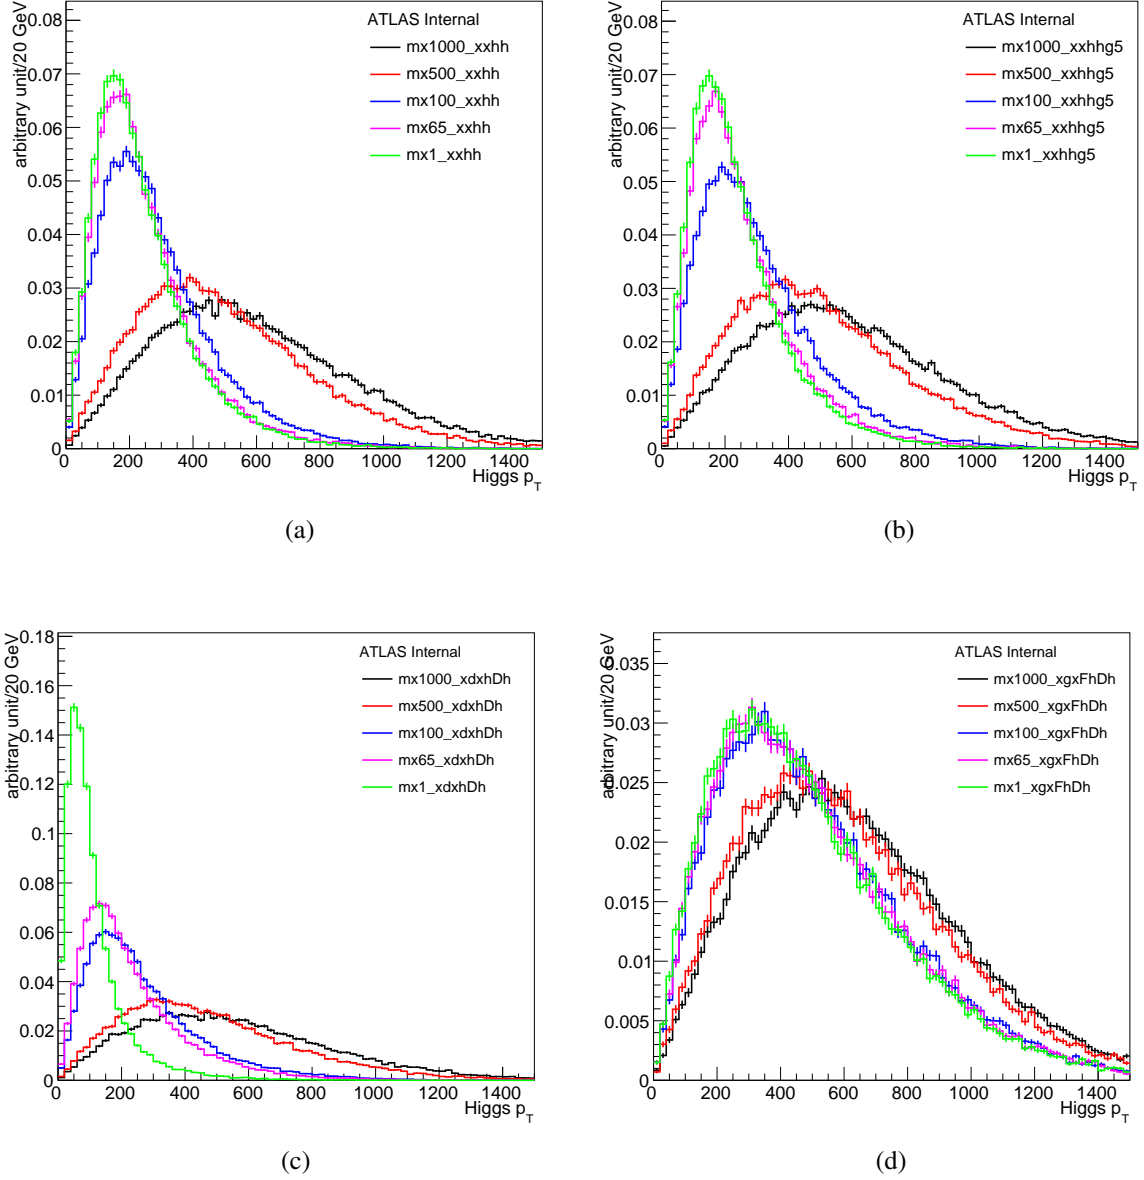 arbitrary unit/20 GeV
0.08
0.07
0.06
0.05
0.04
0.03
0.02
0.01
0
ATLAS Internal
mx1000_xxhh
mx500_xxhh
mx100_xxhh
mx65_xxhh
mx1_xxhh
0 200 400 600 800 1000 1200 1400
Higgs p_T
(a)
arbitrary unit/20 GeV
0.08
0.07
0.06
0.05
0.04
0.03
0.02
0.01
0
ATLAS Internal
mx1000_xxhhg5
mx500_xxhhg5
mx100_xxhhg5
mx65_xxhhg5
mx1_xxhhg5
0 200 400 600 800 1000 1200 1400
Higgs p_T
(b)
arbitrary unit/20 GeV
0.18
0.16
0.14
0.12
0.1
0.08
0.06
0.04
0.02
0
ATLAS Internal
mx1000_xdxhDh
mx500_xdxhDh
mx100_xdxhDh
mx65_xdxhDh
mx1_xdxhDh
0 200 400 600 800 1000 1200 1400
Higgs p_T
(c)
arbitrary unit/20 GeV
0.035
0.03
0.025
0.02
0.015
0.01
0.005
0
ATLAS Internal
mx1000_xgxFhDh
mx500_xgxFhDh
mx100_xgxFhDh
mx65_xgxFhDh
mx1_xgxFhDh
0 200 400 600 800 1000 1200 1400
Higgs p_T
(d)